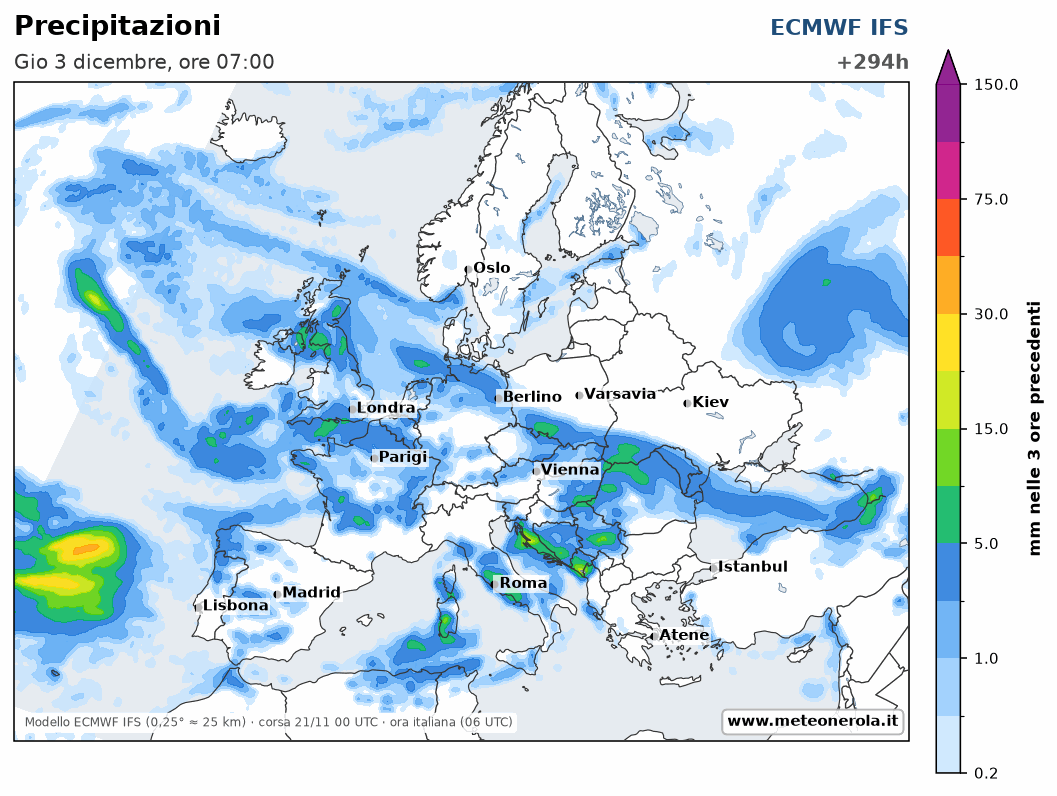 Precipitazioni
ECMWF IFS
Gio 3 dicembre, ore 07:00
+294h
150.0
75.0
30.0
15.0
5.0
1.0
0.2
mm nelle 3 ore precedenti
Oslo
Berlino
Varsavia
Kiev
Londra
Parigi
Vienna
Istanbul
Roma
Madrid
Lisbona
Atene
Modello ECMWF IFS (0,25° ≈ 25 km) · corsa 21/11 00 UTC · ora italiana (06 UTC)
www.meteonerola.it